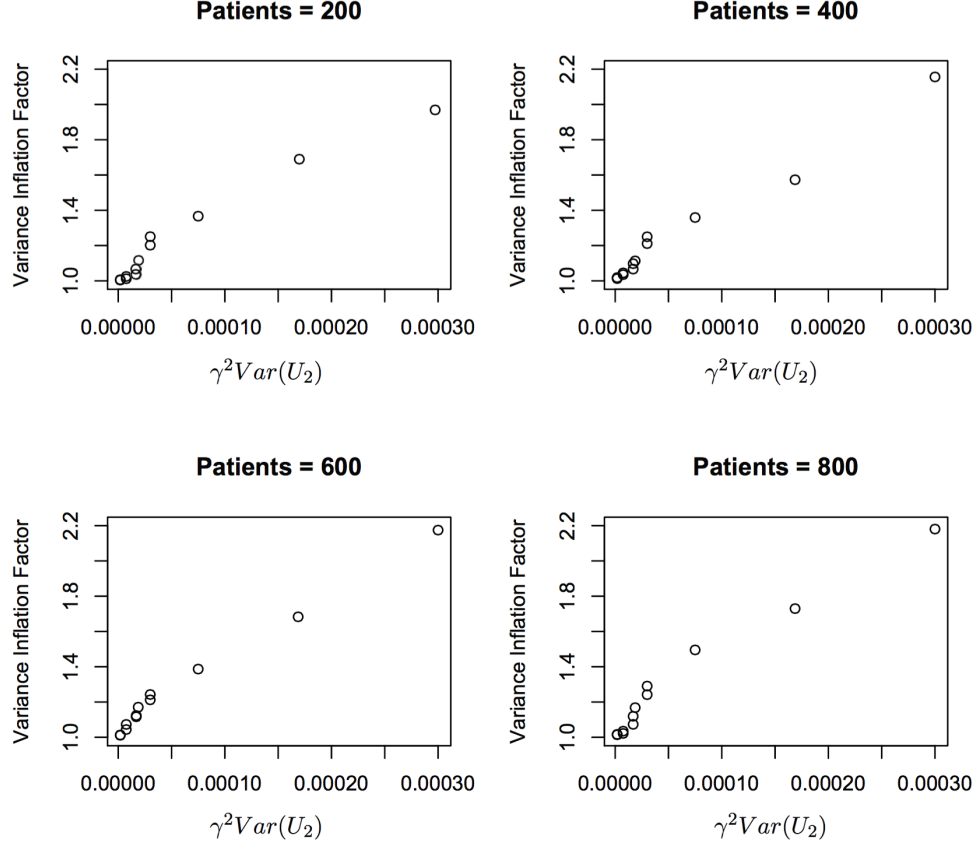 Patients = 200
Variance Inflation Factor
2.2
1.8
1.4
1.0
0.00000 0.00010 0.00020 0.00030
γ²Var(U₂)
Patients = 400
Variance Inflation Factor
2.2
1.8
1.4
1.0
0.00000 0.00010 0.00020 0.00030
γ²Var(U₂)
Patients = 600
Variance Inflation Factor
2.2
1.8
1.4
1.0
0.00000 0.00010 0.00020 0.00030
γ²Var(U₂)
Patients = 800
Variance Inflation Factor
2.2
1.8
1.4
1.0
0.00000 0.00010 0.00020 0.00030
γ²Var(U₂)